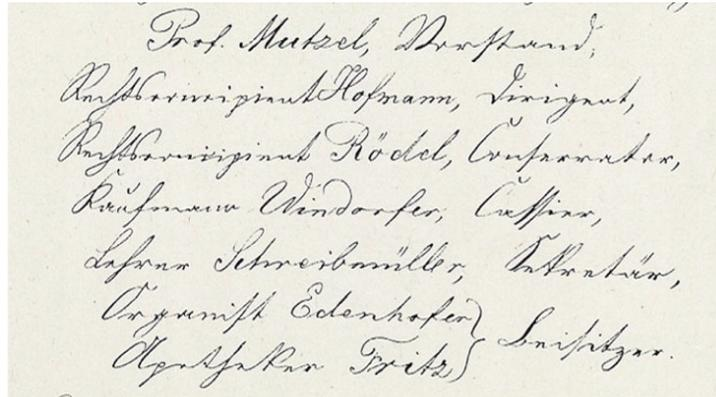 Prof. Mutzel, Vorstand,
Rechtsconcipient Hofmann, Dirigent,
Rechtsconcipient Rödel, Conservator,
Kaufmann Windorfer, Cassier,
Lehrer Schreibmüller, Sekretär,
Organist Edenhofer } Beisitzer.
Apotheker Fritz